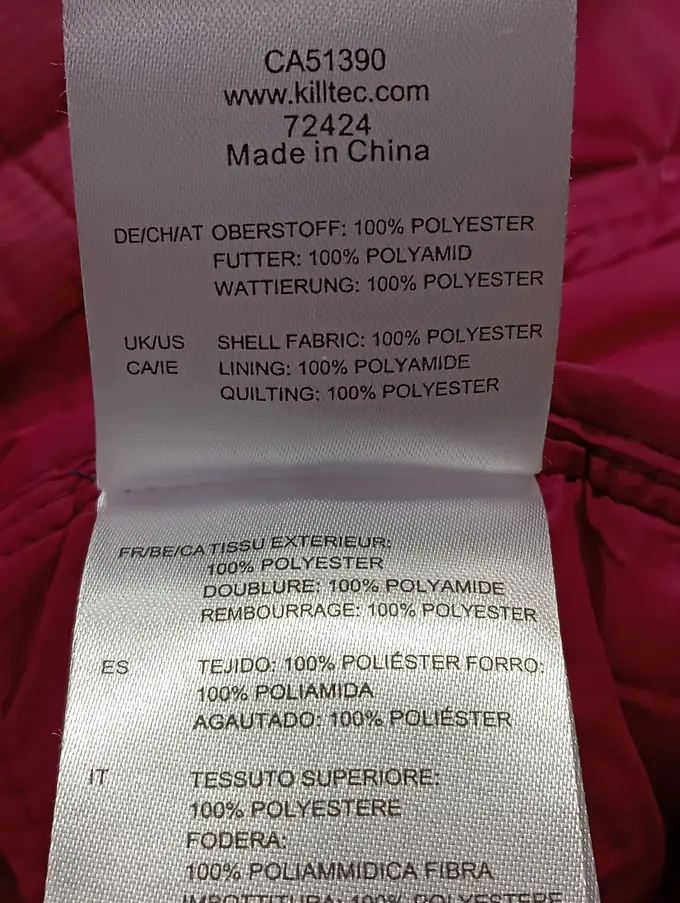 CA51390
www.killtec.com
72424
Made in China
DE/CH/AT OBERSTOFF: 100% POLYESTER
FUTTER: 100% POLYAMID
WATTIERUNG: 100% POLYESTER
UK/US SHELL FABRIC: 100% POLYESTER
CA/IE LINING: 100% POLYAMIDE
QUILTING: 100% POLYESTER
FR/BE/CA TISSU EXTERIEUR:
100% POLYESTER
DOUBLURE: 100% POLYAMIDE
REMBOURRAGE: 100% POLYESTER
ES TEJIDO: 100% POLIÉSTER FORRO:
100% POLIAMIDA
AGAUTADO: 100% POLIÉSTER
IT TESSUTO SUPERIORE:
100% POLYESTERE
FODERA:
100% POLIAMMIDICA FIBRA
IMBOTTITURA: 100% POLYESTERE